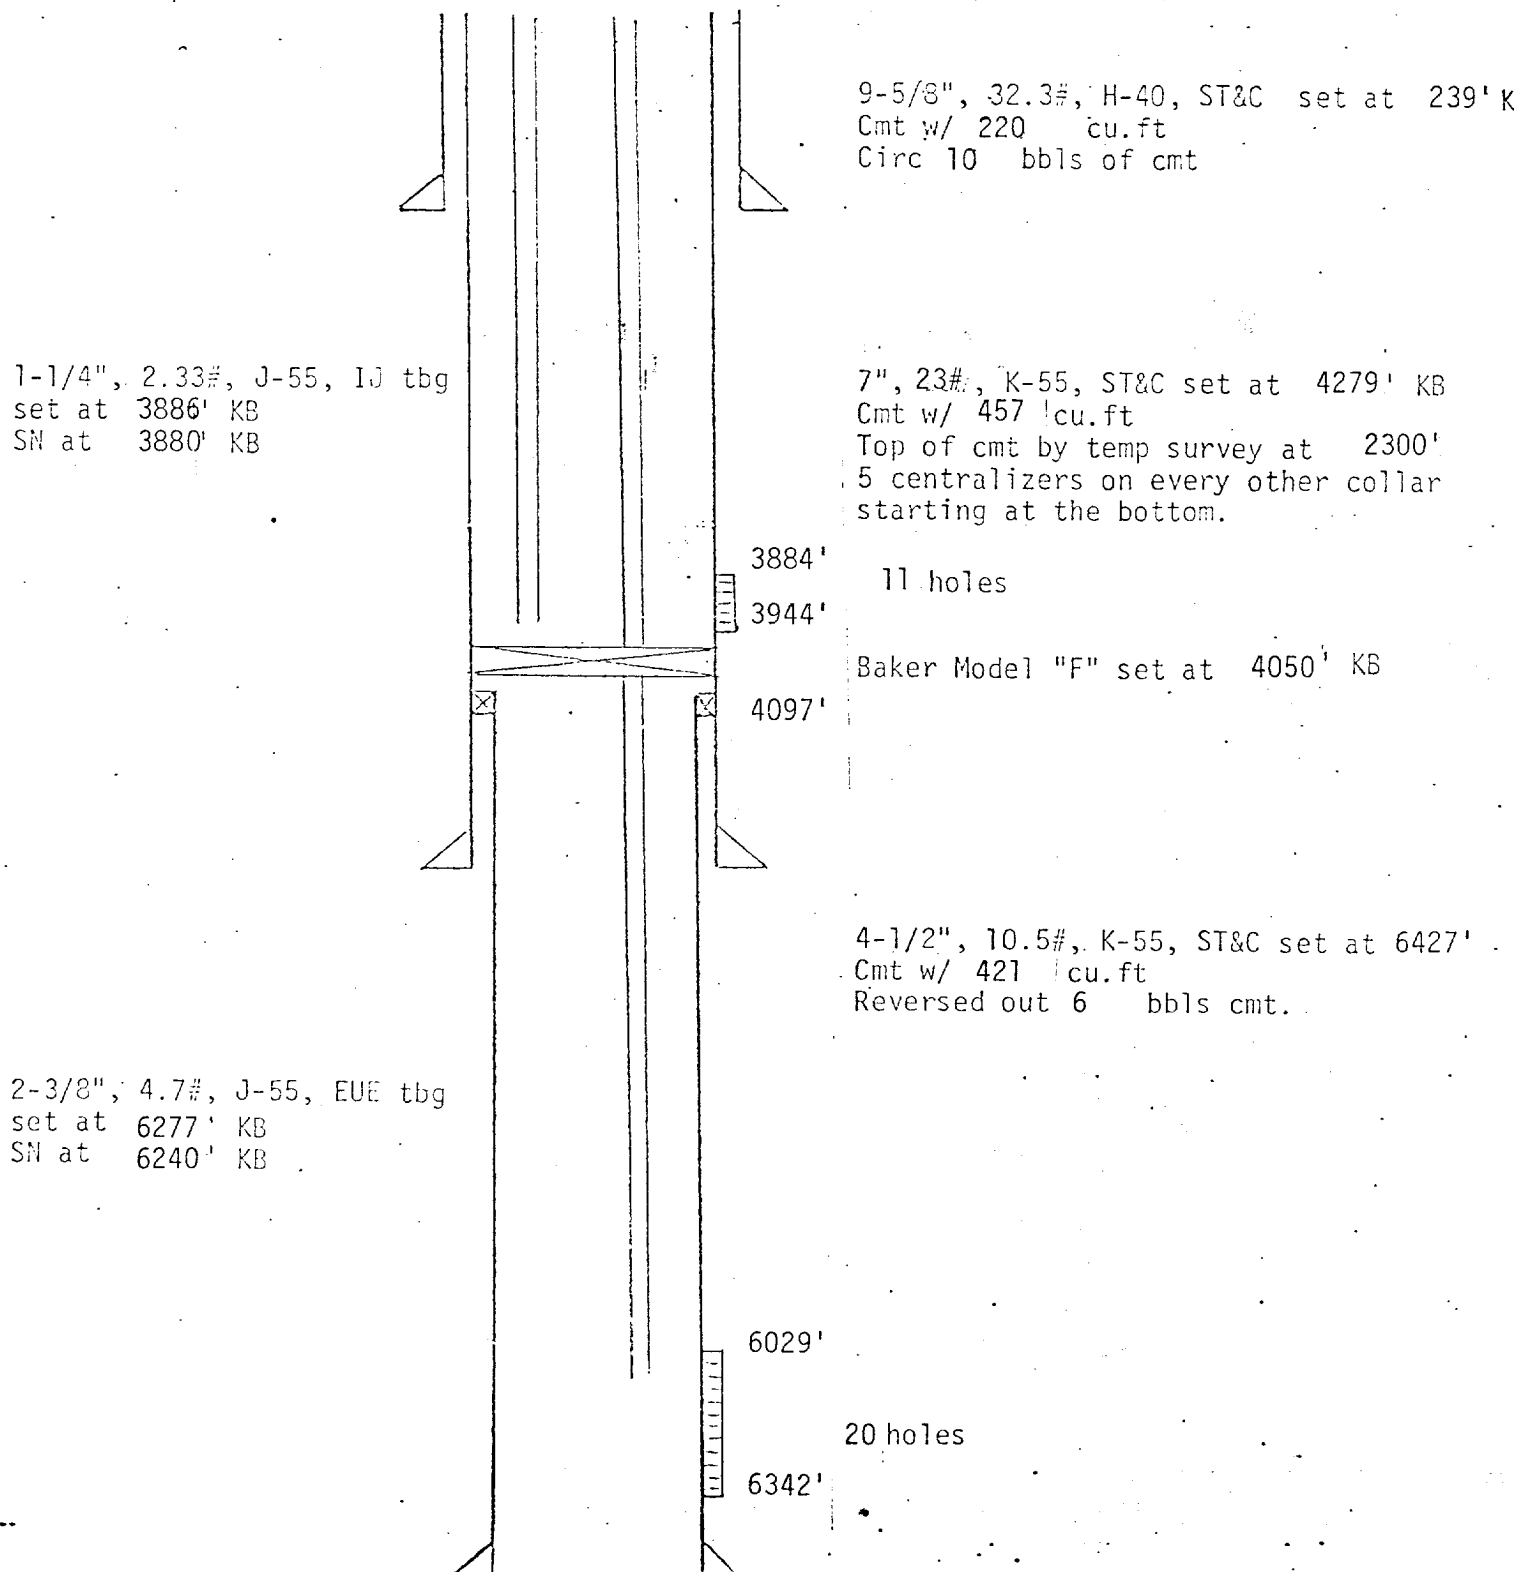 9-5/8", 32.3#, H-40, ST&C set at 239' K
Cmt w/ 220 cu.ft
Circ 10 bbls of cmt
1-1/4", 2.33#, J-55, IJ tbg
set at 3886' KB
SN at 3880' KB
7", 23#, K-55, ST&C set at 4279' KB
Cmt w/ 457 cu.ft
Top of cmt by temp survey at 2300'
5 centralizers on every other collar
starting at the bottom.
3884'
11 holes
3944'
Baker Model "F" set at 4050' KB
4097'
4-1/2", 10.5#, K-55, ST&C set at 6427'
Cmt w/ 421 cu.ft
Reversed out 6 bbls cmt.
2-3/8", 4.7#, J-55, EUE tbg
set at 6277' KB
SN at 6240' KB
6029'
20 holes
6342'